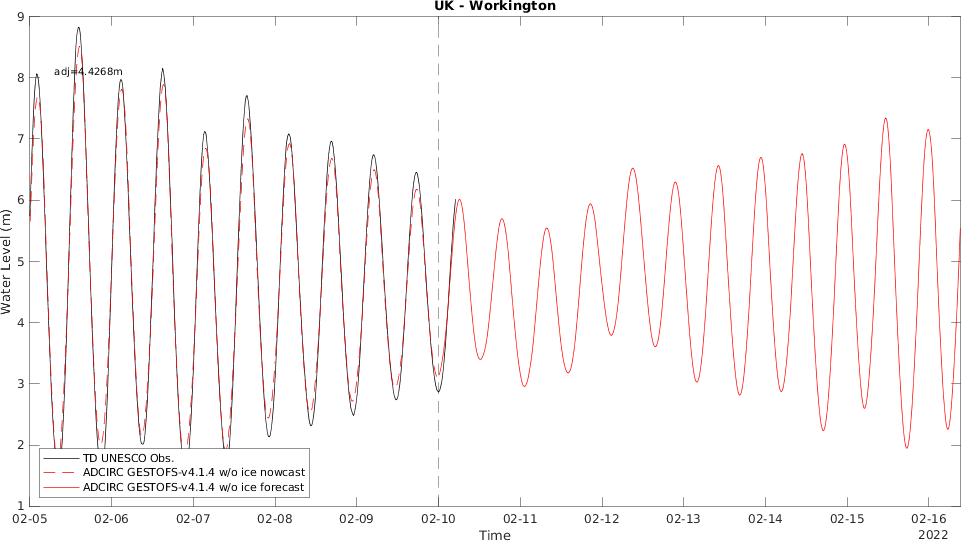 UK - Workington
9
8
7
6
5
4
3
2
1
Water Level (m)
adj=4.4268m
TD UNESCO Obs.
ADCIRC GESTOFS-v4.1.4 w/o ice nowcast
ADCIRC GESTOFS-v4.1.4 w/o ice forecast
02-05 02-06 02-07 02-08 02-09 02-10 02-11 02-12 02-13 02-14 02-15 02-16
Time
2022